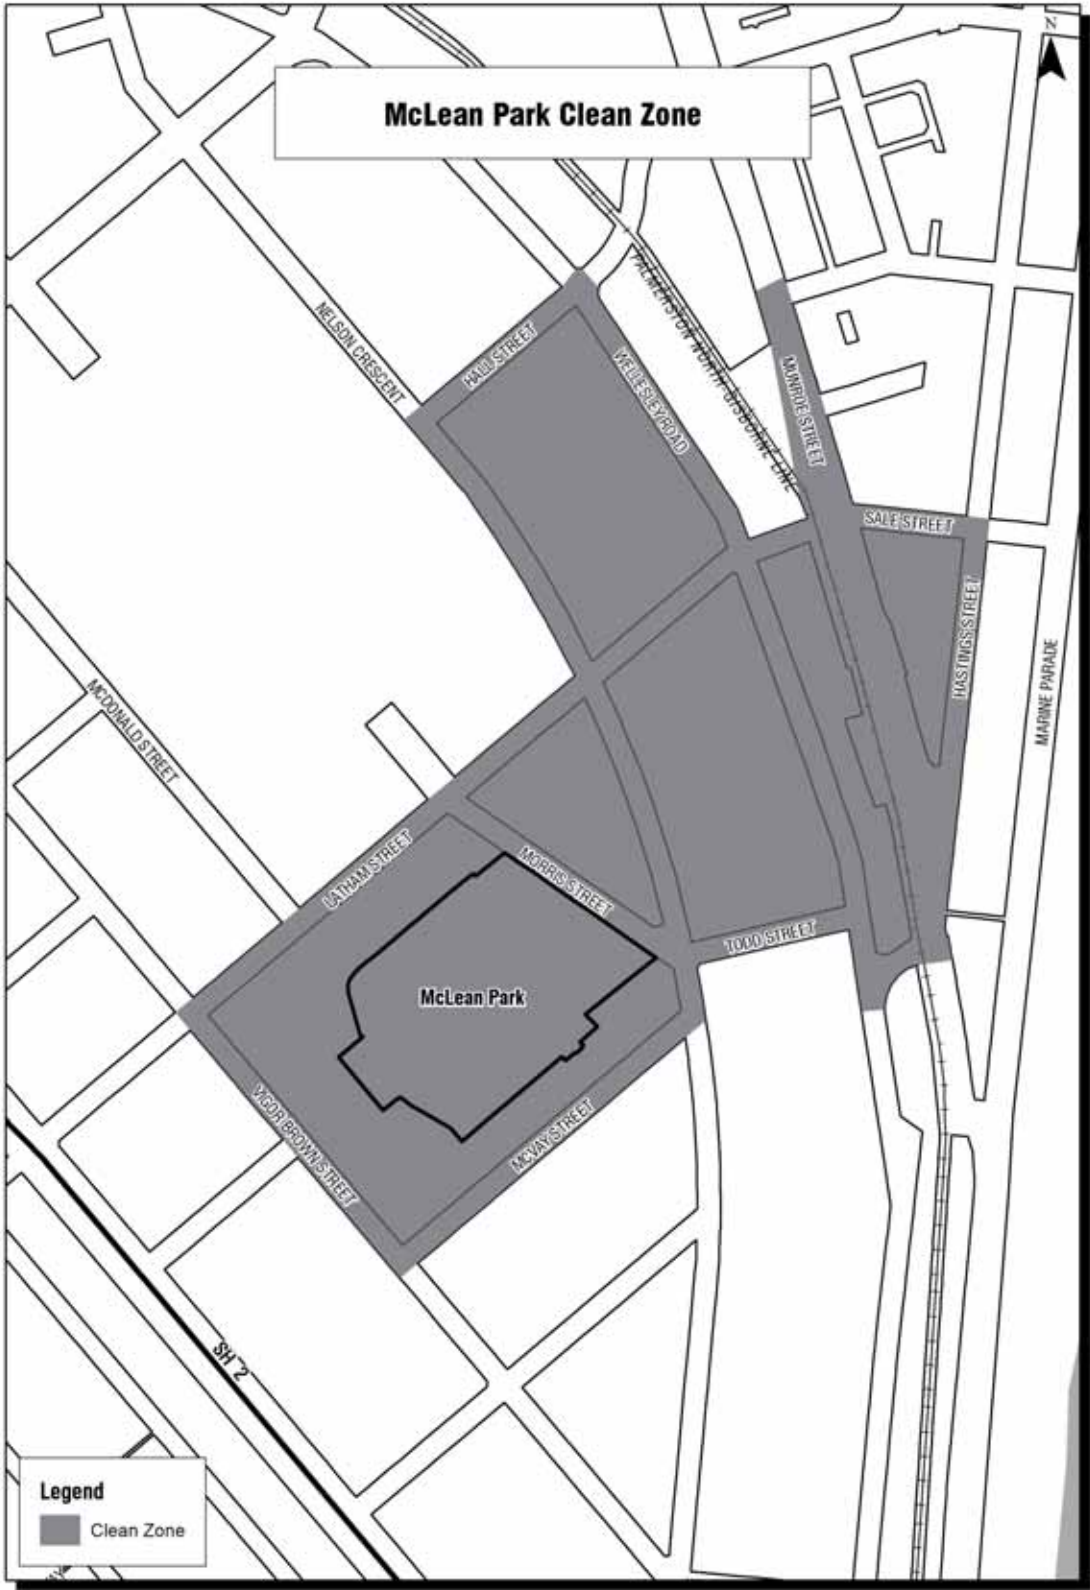 N
McLean Park Clean Zone
NELSON CRESCENT
HALL STREET
WELLESLEY ROAD
PALMERSTON NORTH-GISBORNE LINE
MUNROE STREET
SALE STREET
HASTINGS STREET
MARINE PARADE
MCDONALD STREET
LATHAM STREET
MORRIS STREET
TODD STREET
McLean Park
VIGOR BROWN STREET
MCVAY STREET
SH 2
Legend
Clean Zone